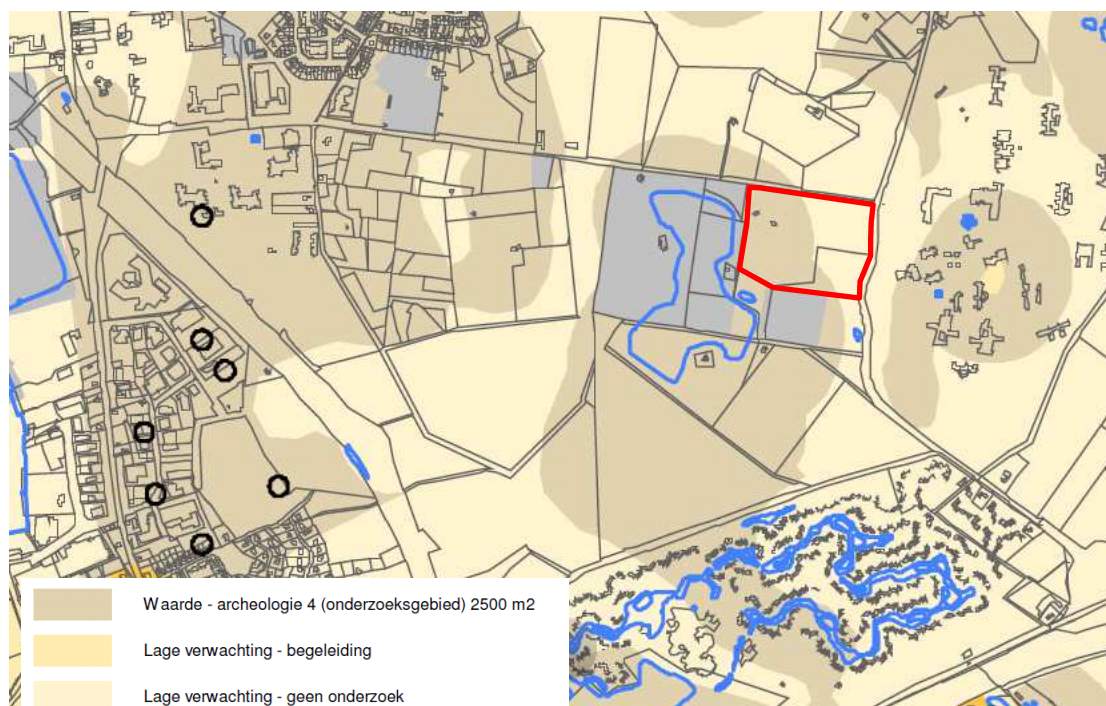 Waarde - archeologie 4 (onderzoeksgebied) 2500 m2
Lage verwachting - begeleiding
Lage verwachting - geen onderzoek